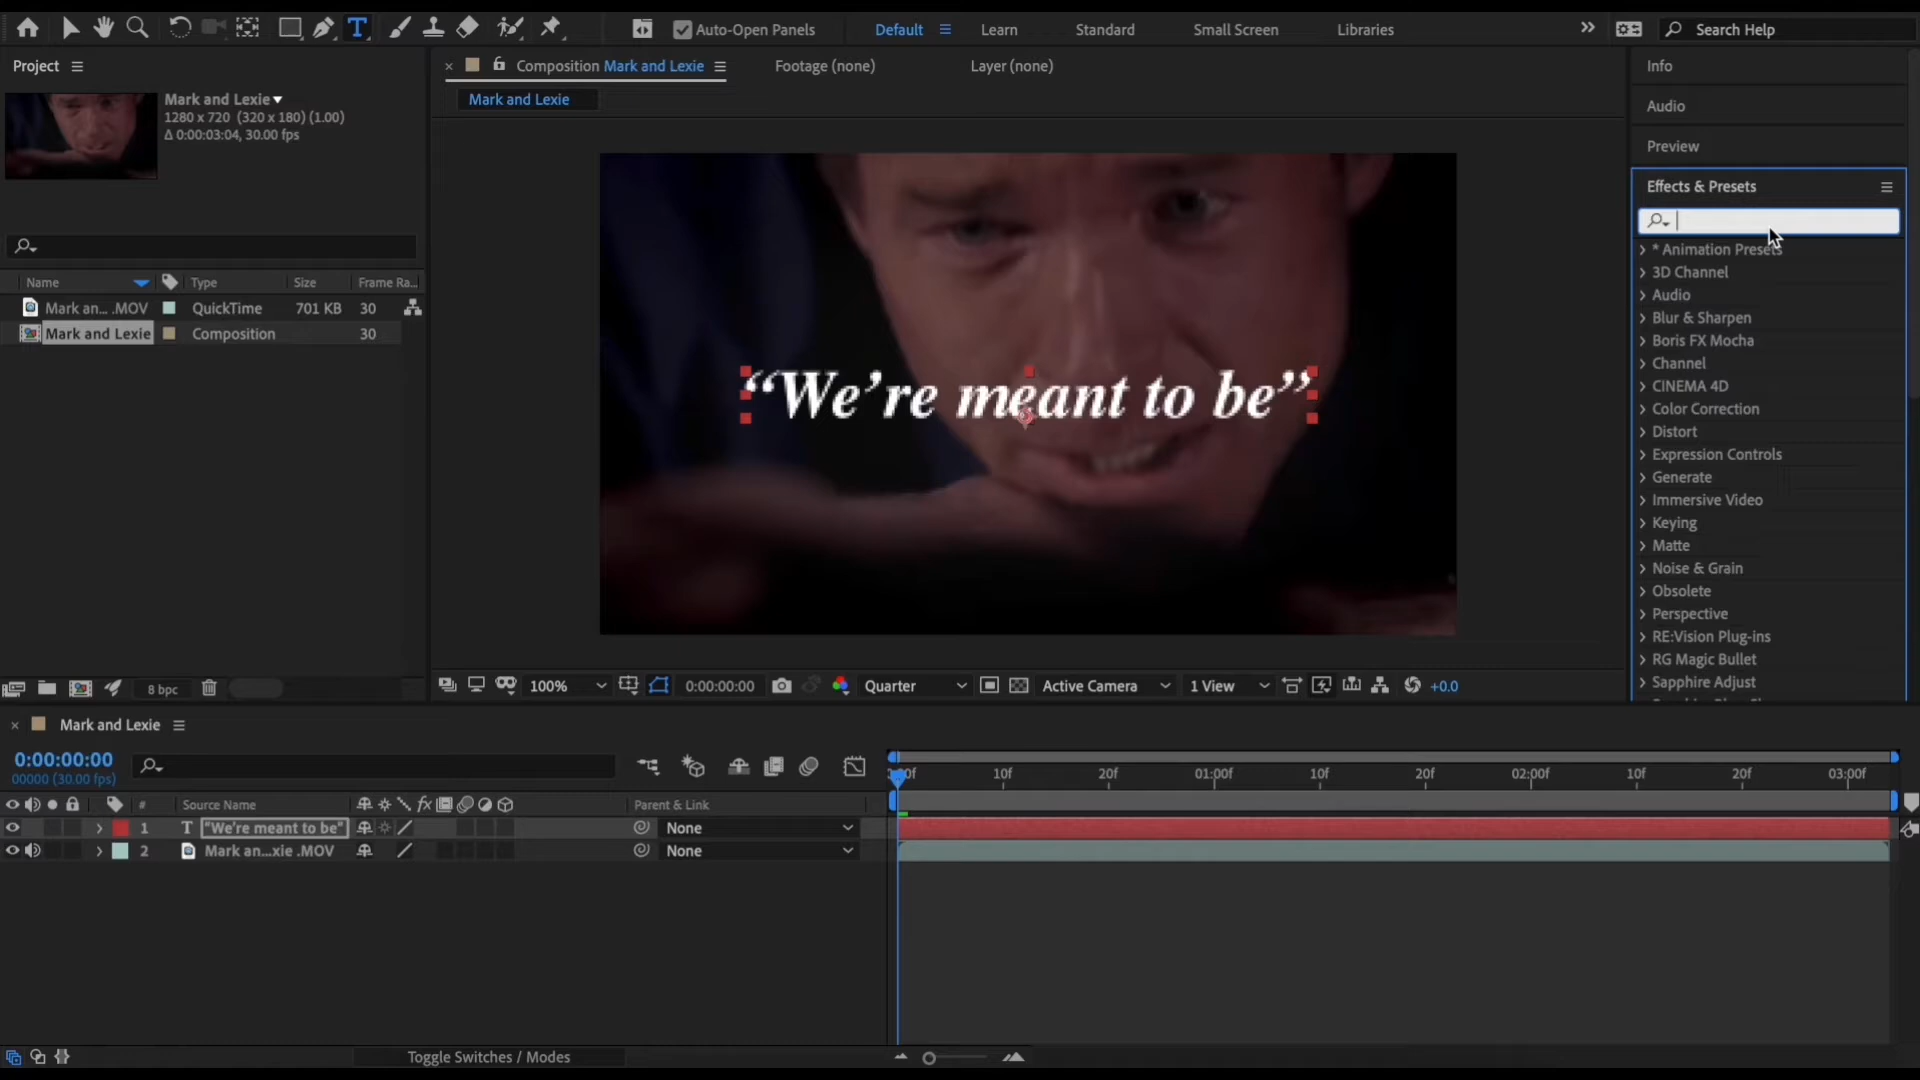 Auto-Open Panels
Default
Learn
Standard
Small Screen
Libraries
Search Help
Project
Mark and Lexie
1280 x 720 (320 x 180) (1.00)
Δ 0:00:03:04, 30.00 fps
Name
Type
Size
Frame Ra...
Mark an... .MOV
QuickTime
701 KB
30
Mark and Lexie
Composition
30
8 bpc
Composition Mark and Lexie
Footage (none)
Layer (none)
Mark and Lexie
“We’re meant to be”
100%
0:00:00:00
Quarter
Active Camera
1 View
+0.0
Info
Audio
Preview
Effects & Presets
* Animation Presets
3D Channel
Audio
Blur & Sharpen
Boris FX Mocha
Channel
CINEMA 4D
Color Correction
Distort
Expression Controls
Generate
Immersive Video
Keying
Matte
Noise & Grain
Obsolete
Perspective
RE:Vision Plug-ins
RG Magic Bullet
Sapphire Adjust
Mark and Lexie
0:00:00:00
00000 (30.00 fps)
10f
20f
01:00f
10f
20f
02:00f
10f
20f
03:00f
#
Source Name
fx
Parent & Link
1
T
"We're meant to be"
None
2
Mark an...xie .MOV
None
Toggle Switches / Modes